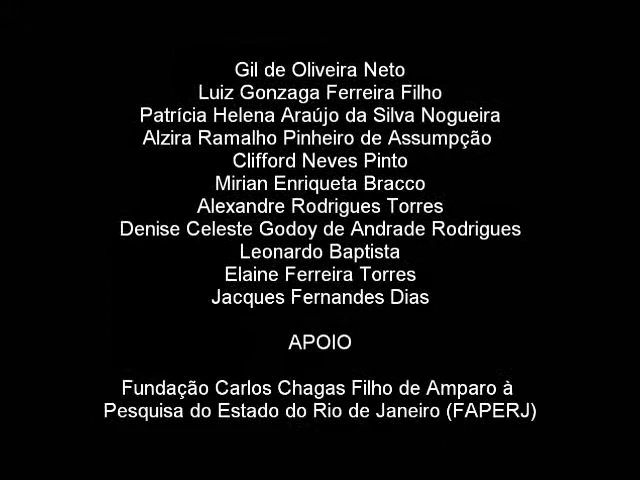 Gil de Oliveira Neto
Luiz Gonzaga Ferreira Filho
Patrícia Helena Araújo da Silva Nogueira
Alzira Ramalho Pinheiro de Assumpção
Clifford Neves Pinto
Mirian Enriqueta Bracco
Alexandre Rodrigues Torres
Denise Celeste Godoy de Andrade Rodrigues
Leonardo Baptista
Elaine Ferreira Torres
Jacques Fernandes Dias
APOIO
Fundação Carlos Chagas Filho de Amparo à
Pesquisa do Estado do Rio de Janeiro (FAPERJ)